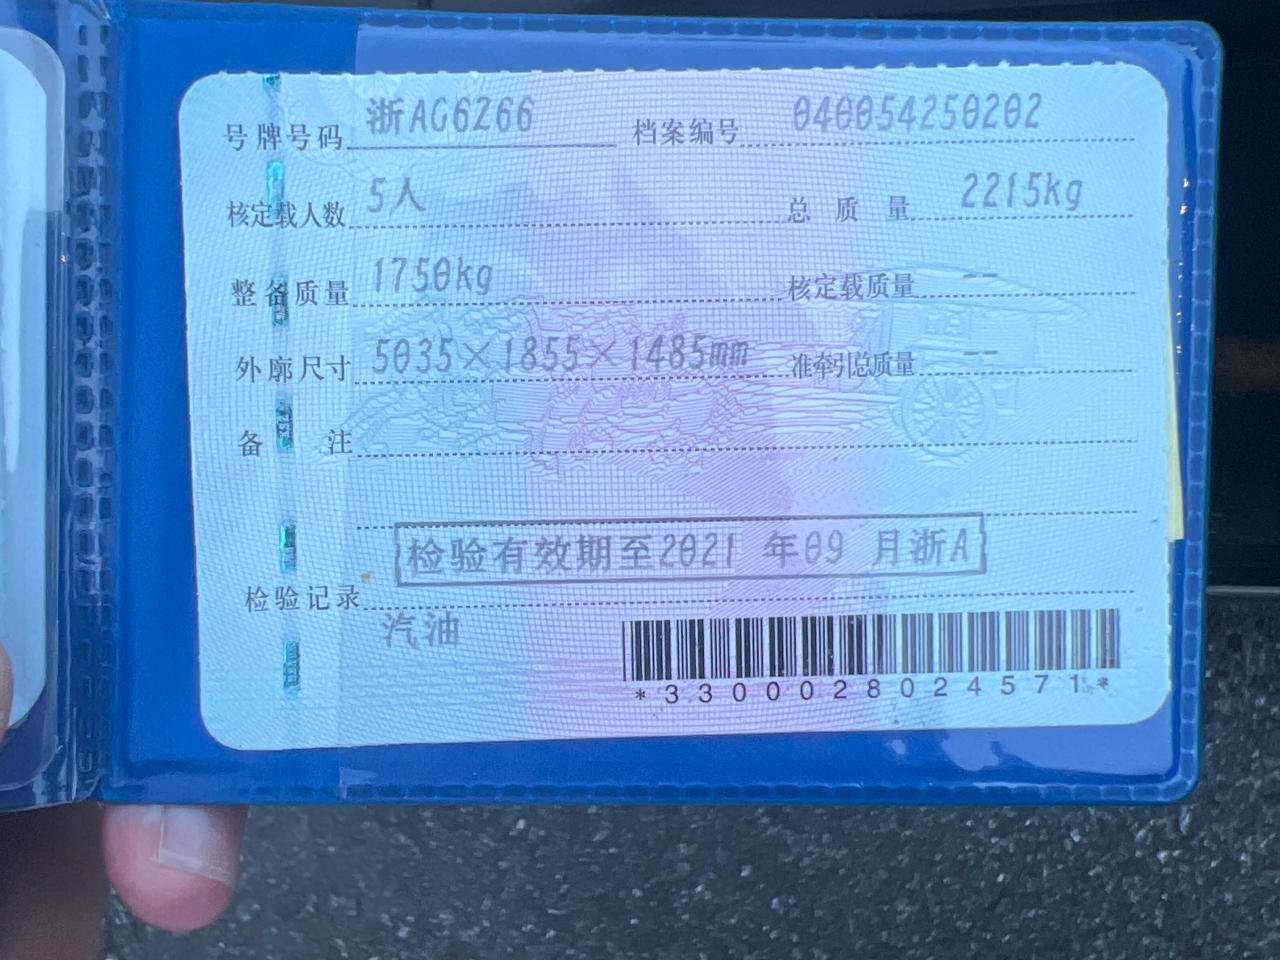 号牌号码 浙AG6Z66 档案编号 040054250202
核定载人数 5人 总质量 2215kg
整备质量 1750kg 核定载质量 --
外廓尺寸 5035×1855×1485mm 准牵引总质量 --
备注
检验有效期至2021 年09 月浙A
检验记录
汽油
*3300028024571*